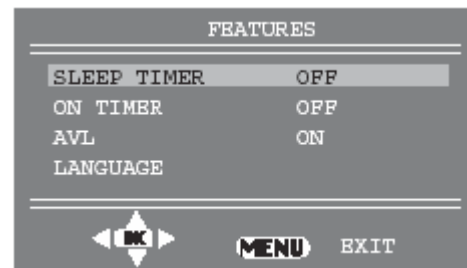 FEATURES
SLEEP TIMER OFF
ON TIMER OFF
AVL ON
LANGUAGE
OK MENU EXIT